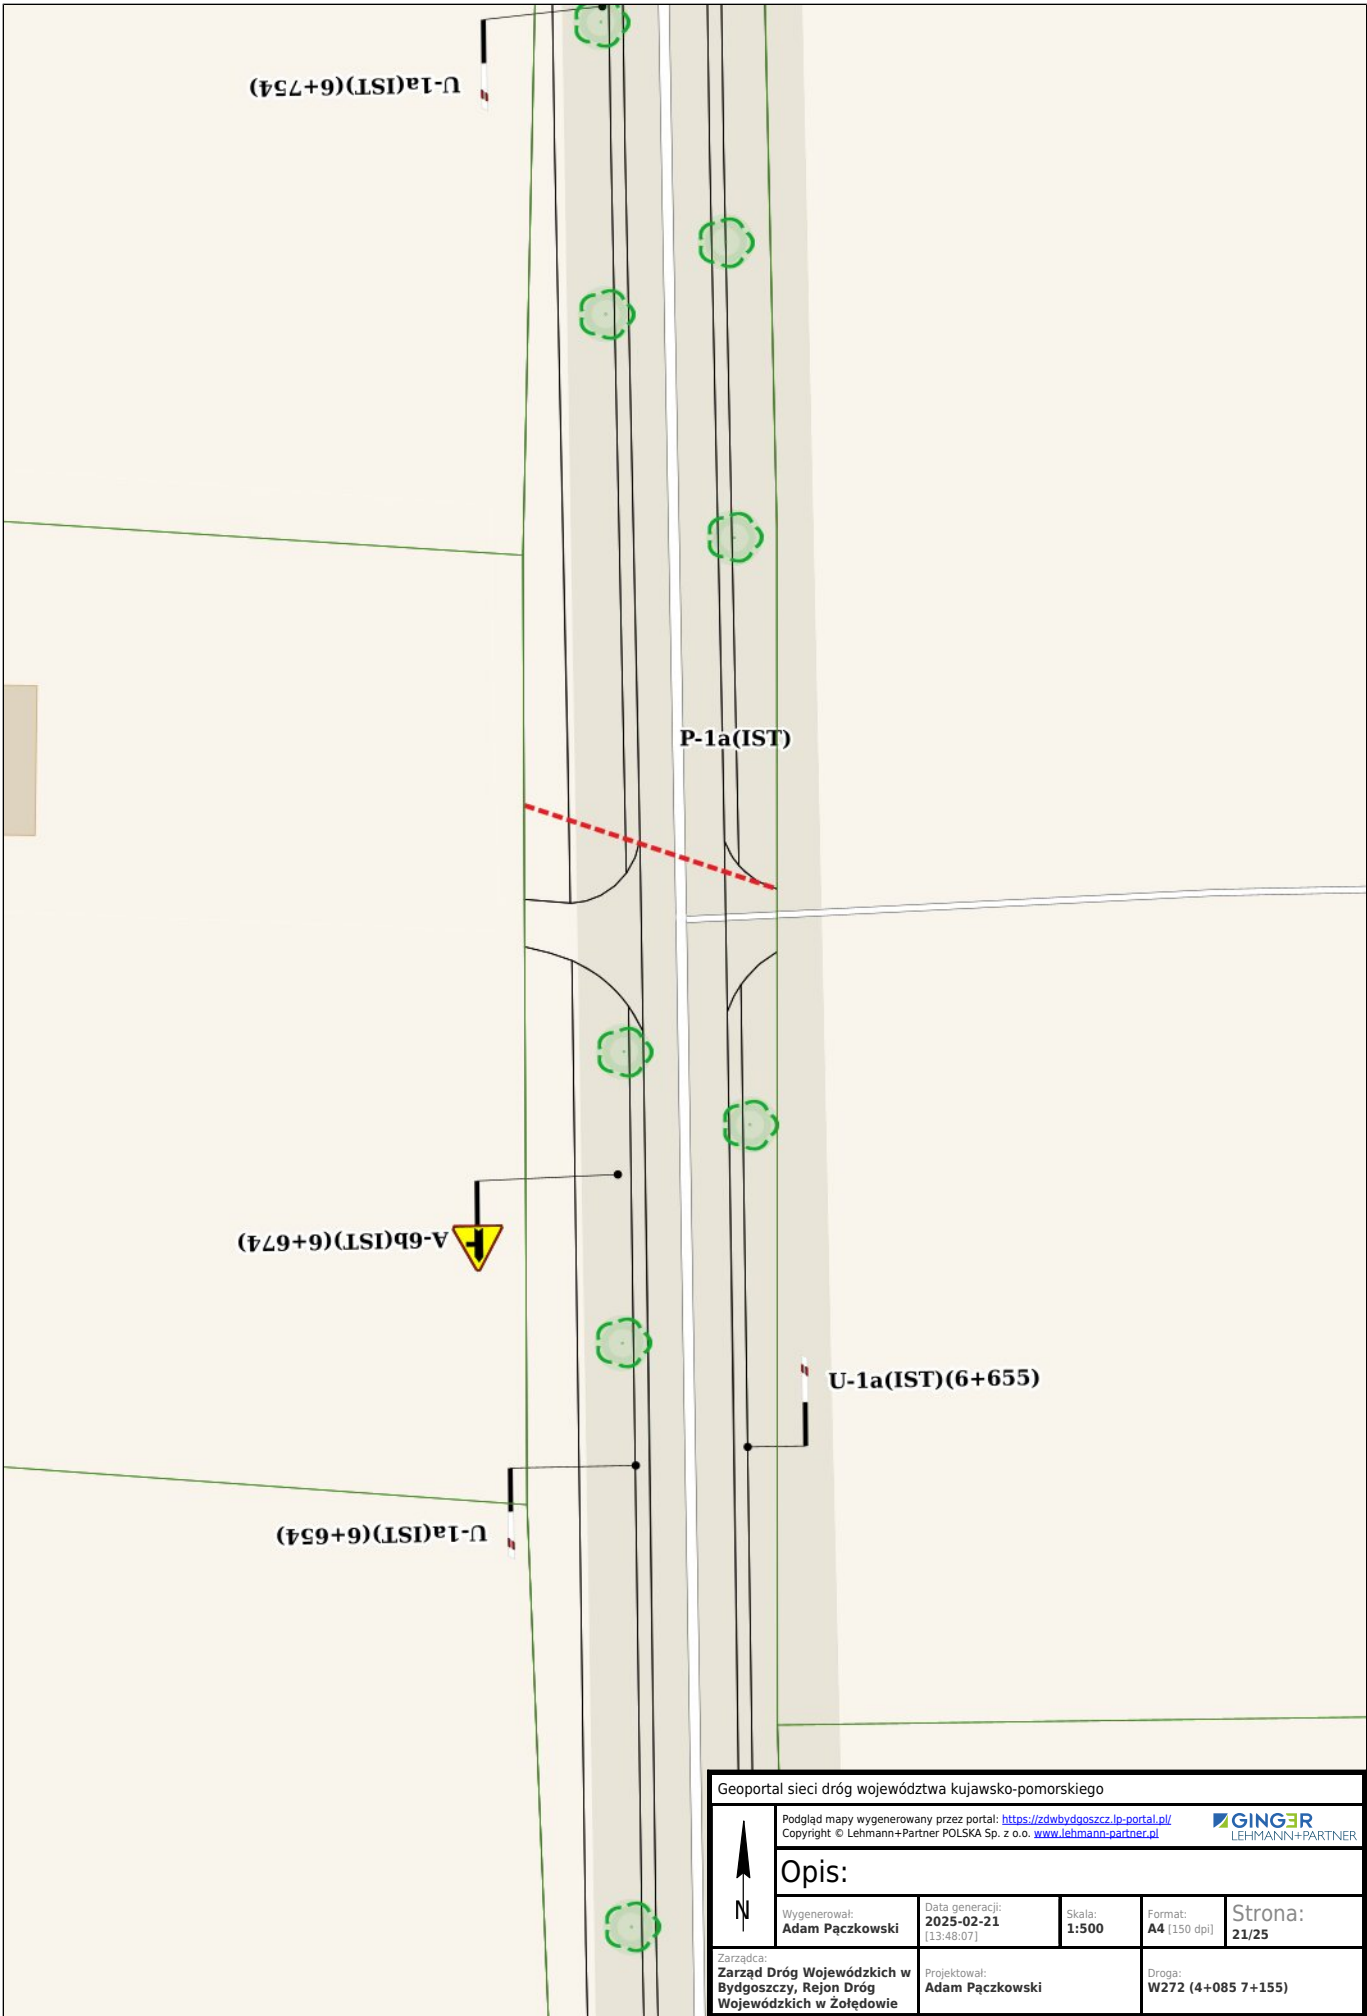 U-1a(IST)(6+754)
P-1a(IST)
A-6b(IST)(6+674)
U-1a(IST)(6+655)
U-1a(IST)(6+654)
Geoportal sieci dróg województwa kujawsko-pomorskiego
N
Podgląd mapy wygenerowany przez portal: https://zdwbydgoszcz.lp-portal.pl/
Copyright © Lehmann+Partner POLSKA Sp. z o.o. www.lehmann-partner.pl
GINGER
LEHMANN+PARTNER
Opis:
Wygenerował:
Adam Pączkowski
Data generacji:
2025-02-21
[13:48:07]
Skala:
1:500
Format:
A4 [150 dpi]
Strona:
21/25
Zarządca:
Zarząd Dróg Wojewódzkich w
Bydgoszczy, Rejon Dróg
Wojewódzkich w Żołędowie
Projektował:
Adam Pączkowski
Droga:
W272 (4+085 7+155)